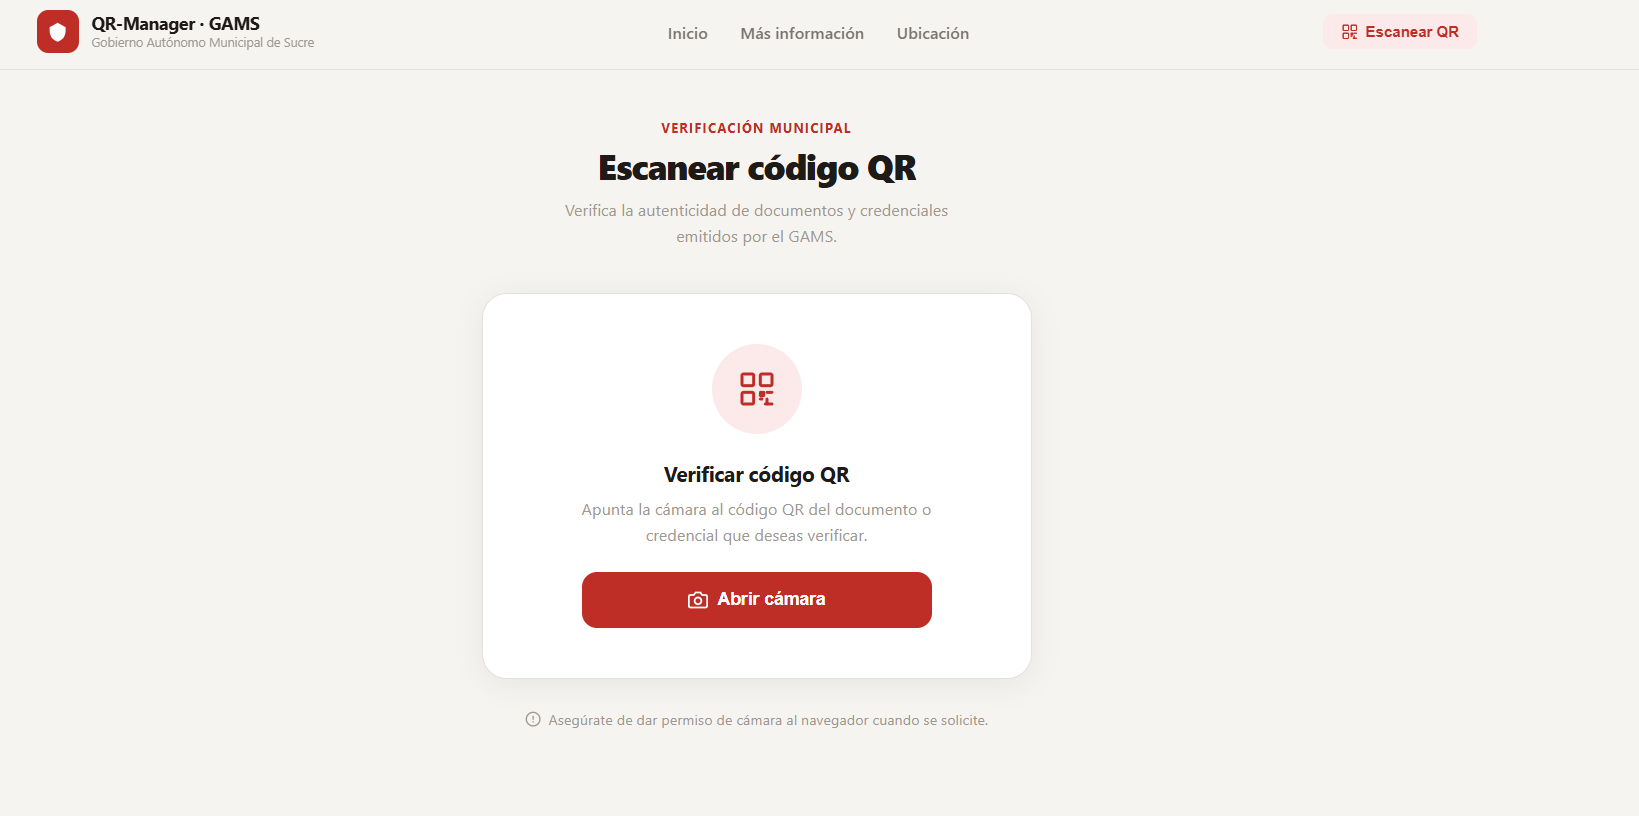 QR-Manager · GAMS
Gobierno Autónomo Municipal de Sucre
Inicio
Más información
Ubicación
Escanear QR
VERIFICACIÓN MUNICIPAL
Escanear código QR
Verifica la autenticidad de documentos y credenciales
emitidos por el GAMS.
Verificar código QR
Apunta la cámara al código QR del documento o
credencial que deseas verificar.
Abrir cámara
Asegúrate de dar permiso de cámara al navegador cuando se solicite.